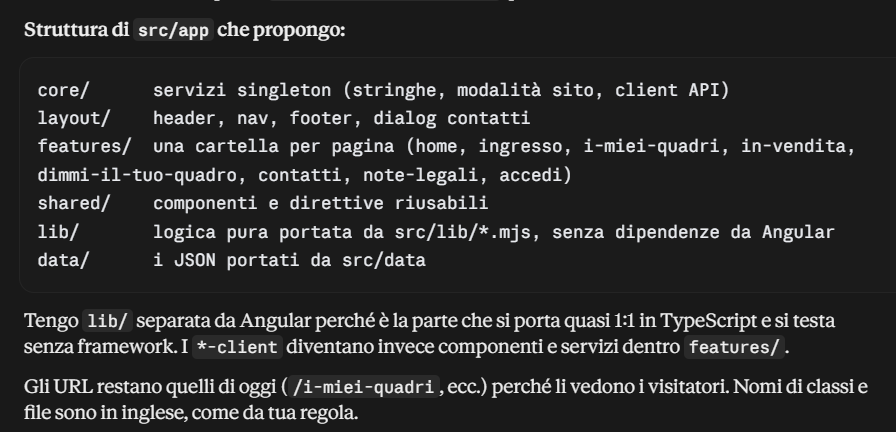 Struttura di src/app che propongo:
core/ servizi singleton (stringhe, modalità sito, client API)
layout/ header, nav, footer, dialog contatti
features/ una cartella per pagina (home, ingresso, i-miei-quadri, in-vendita,
dimmi-il-tuo-quadro, contatti, note-legali, accedi)
shared/ componenti e direttive riusabili
lib/ logica pura portata da src/lib/*.mjs, senza dipendenze da Angular
data/ i JSON portati da src/data
Tengo lib/ separata da Angular perché è la parte che si porta quasi 1:1 in TypeScript e si testa
senza framework. I *-client diventano invece componenti e servizi dentro features/.
Gli URL restano quelli di oggi (/i-miei-quadri, ecc.) perché li vedono i visitatori. Nomi di classi e
file sono in inglese, come da tua regola.